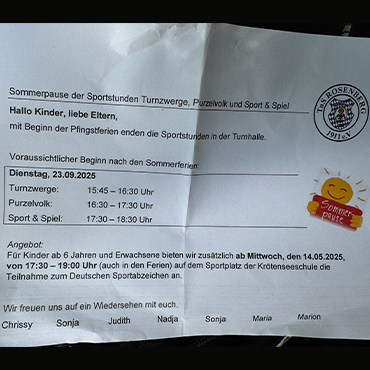 Sommerpause der Sportstunden Turnzwerge, Purzelvolk und Sport & Spiel
Hallo Kinder, liebe Eltern,
mit Beginn der Pfingstferien enden die Sportstunden in der Turnhalle.
TSS ROSENBERG
1911 e.V.
Voraussichtlicher Beginn nach den Sommerferien:
Dienstag, 23.09.2025
Turnzwerge: 15:45 – 16:30 Uhr
Purzelvolk: 16:30 – 17:30 Uhr
Sport & Spiel: 17:30 – 18:30 Uhr
Sommer-
pause
Angebot:
Für Kinder ab 6 Jahren und Erwachsene bieten wir zusätzlich ab Mittwoch, den 14.05.2025,
von 17:30 – 19:00 Uhr (auch in den Ferien) auf dem Sportplatz der Krötenseeschule die
Teilnahme zum Deutschen Sportabzeichen an.
Wir freuen uns auf ein Wiedersehen mit euch.
Chrissy Sonja Judith Nadja Sonja Maria Marion